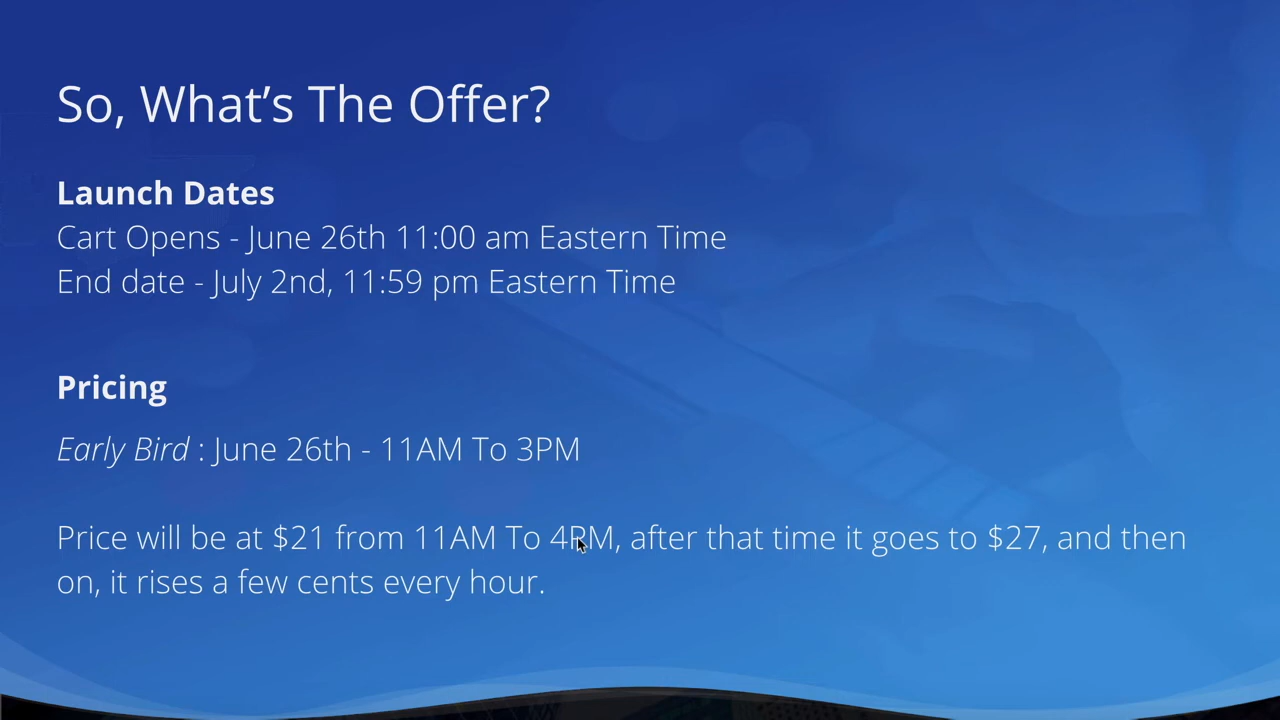 So, What’s The Offer?
Launch Dates
Cart Opens - June 26th 11:00 am Eastern Time
End date - July 2nd, 11:59 pm Eastern Time
Pricing
Early Bird : June 26th - 11AM To 3PM
Price will be at $21 from 11AM To 4PM, after that time it goes to $27, and then
on, it rises a few cents every hour.